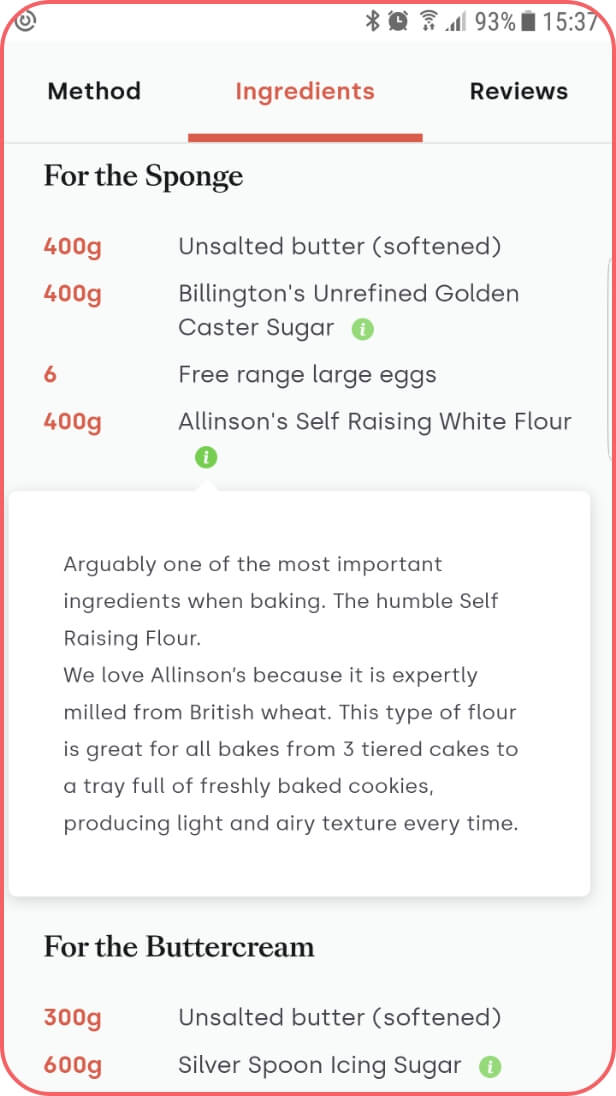 93% 15:37
Method Ingredients Reviews
For the Sponge
400g Unsalted butter (softened)
400g Billington's Unrefined Golden
Caster Sugar i
6 Free range large eggs
400g Allinson's Self Raising White Flour
i
Arguably one of the most important
ingredients when baking. The humble Self
Raising Flour.
We love Allinson’s because it is expertly
milled from British wheat. This type of flour
is great for all bakes from 3 tiered cakes to
a tray full of freshly baked cookies,
producing light and airy texture every time.
For the Buttercream
300g Unsalted butter (softened)
600g Silver Spoon Icing Sugar i